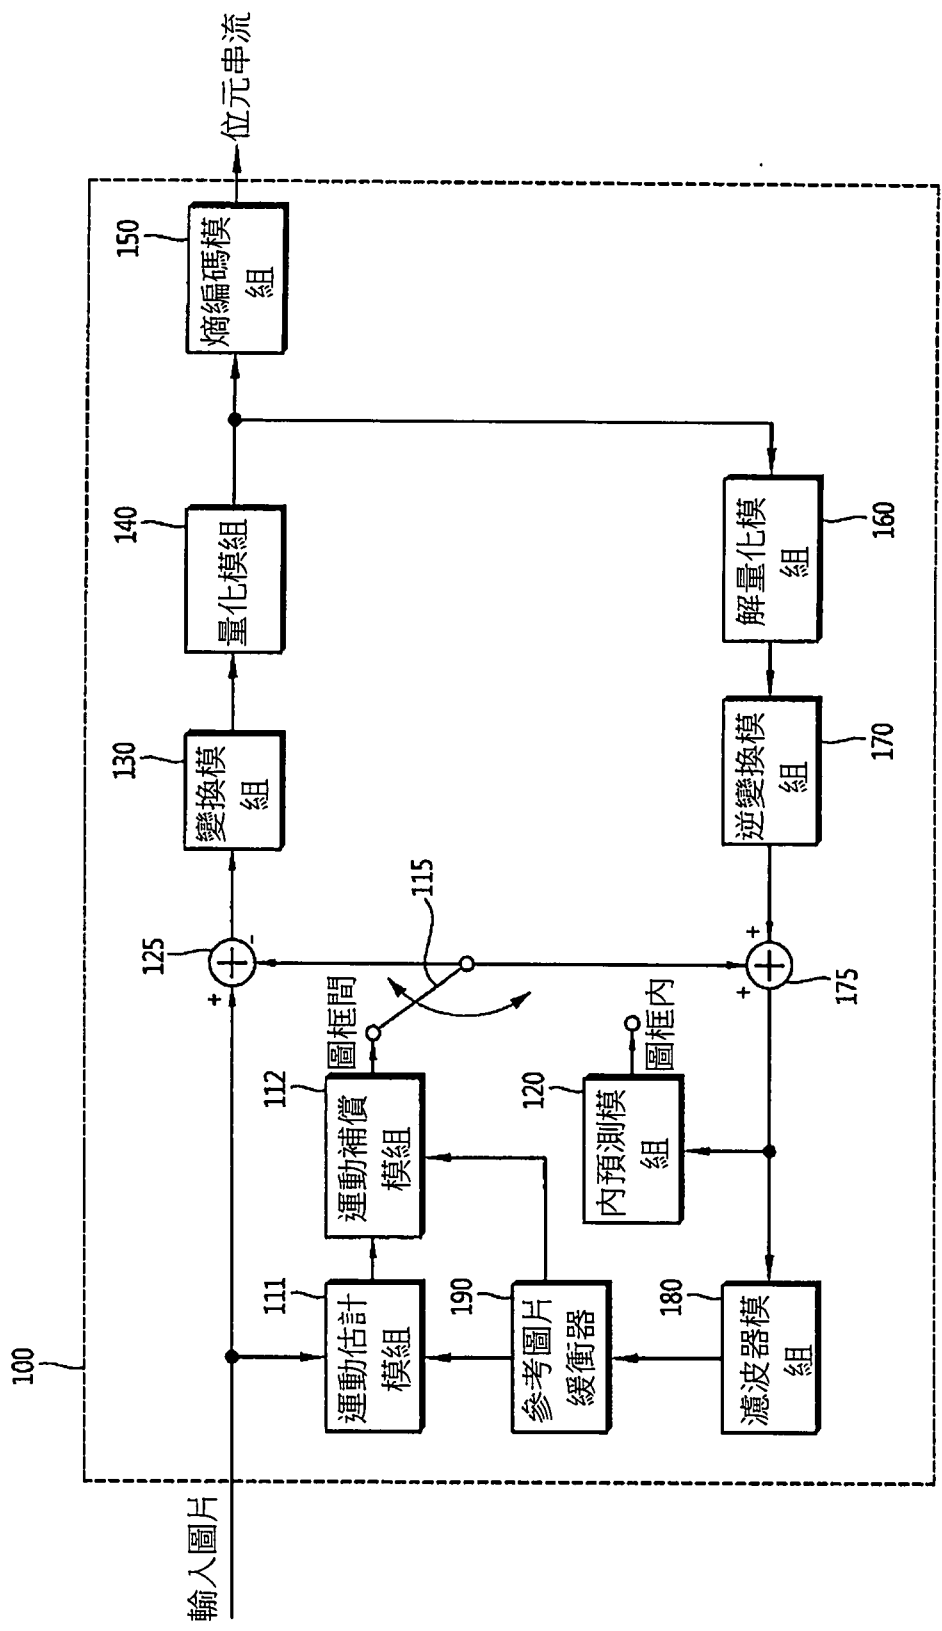 100
輸入圖片
125
+
-
130
變換模
組
140
量化模組
150
熵編碼模
組
位元串流
111
運動估計
模組
112
運動補償
模組
圖框間
115
190
參考圖片
緩衝器
120
內預測模
組
圖框內
180
濾波器模
組
+
+
175
逆變換模
組
170
解量化模
組
160